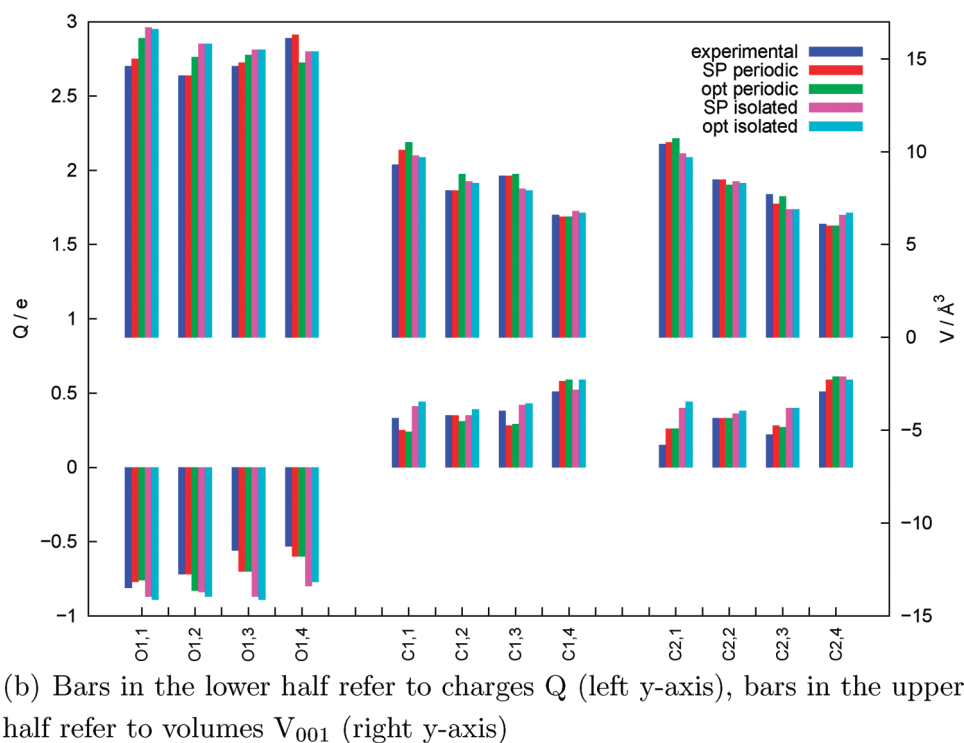 3
2.5
2
1.5
1
0.5
0
−0.5
−1
Q / e
experimental
SP periodic
opt periodic
SP isolated
opt isolated
15
10
5
0
−5
−10
−15
V / Å³
O1,1
O1,2
O1,3
O1,4
C1,1
C1,2
C1,3
C1,4
C2,1
C2,2
C2,3
C2,4
(b) Bars in the lower half refer to charges Q (left y-axis), bars in the upper
half refer to volumes V₀₀₁ (right y-axis)